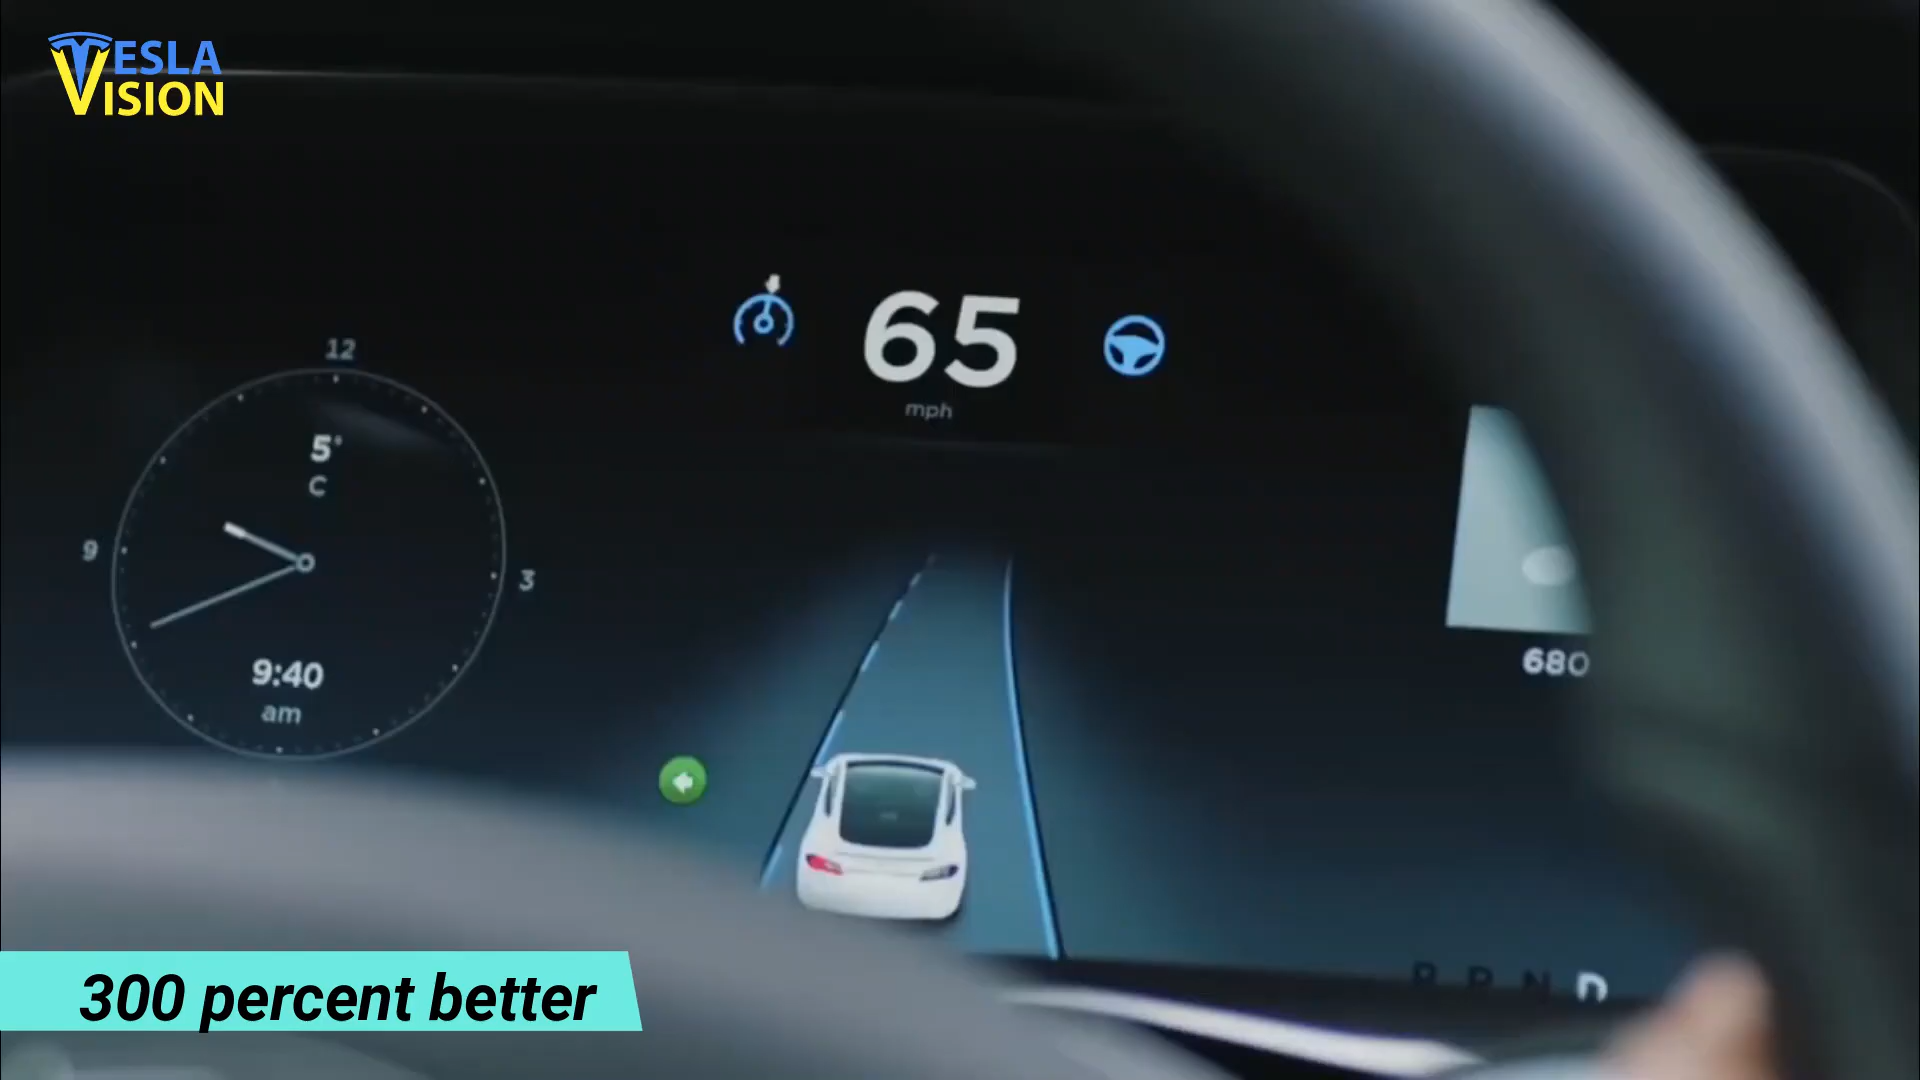 TESLA
VISION
65
mph
12
5°
C
9
3
9:40
am
680
R N D
300 percent better